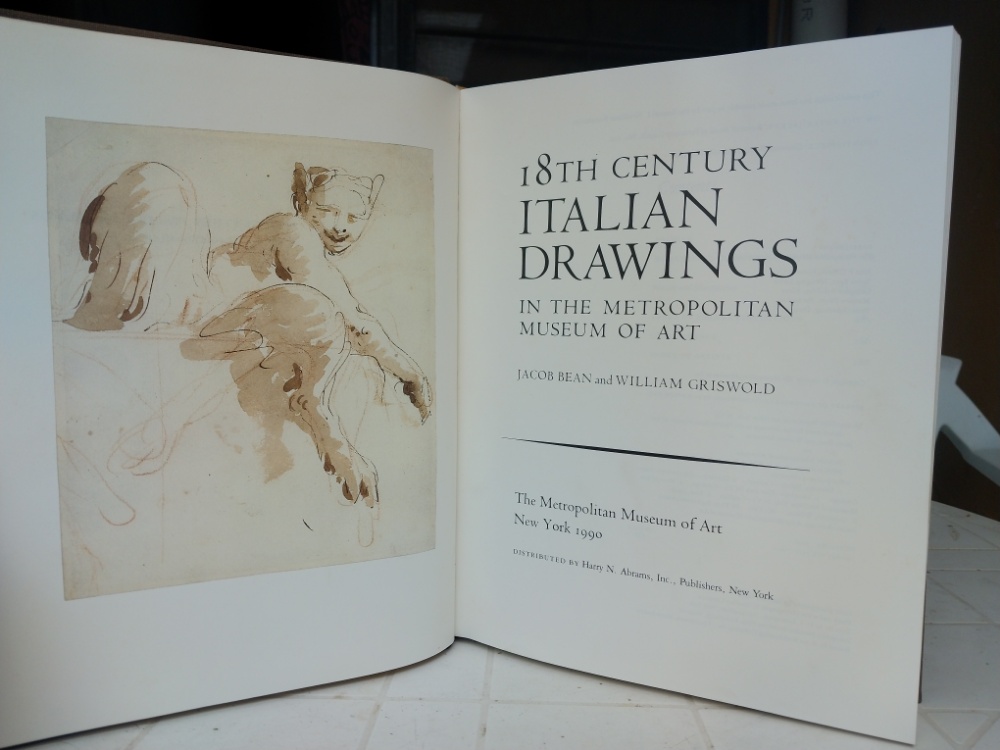 18TH CENTURY
ITALIAN
DRAWINGS
IN THE METROPOLITAN
MUSEUM OF ART
JACOB BEAN and WILLIAM GRISWOLD
The Metropolitan Museum of Art
New York 1990
DISTRIBUTED BY Harry N. Abrams, Inc., Publishers, New York